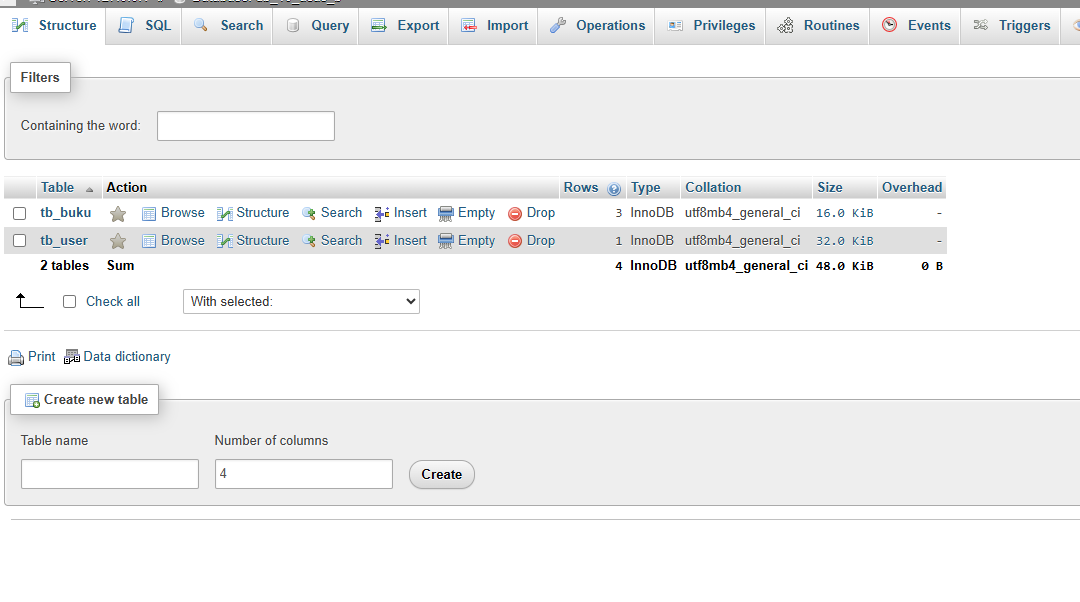 Structure SQL Search Query Export Import Operations Privileges Routines Events Triggers
Filters
Containing the word:
Table Action Rows Type Collation Size Overhead
tb_buku Browse Structure Search Insert Empty Drop 3 InnoDB utf8mb4_general_ci 16.0 KiB -
tb_user Browse Structure Search Insert Empty Drop 1 InnoDB utf8mb4_general_ci 32.0 KiB -
2 tables Sum 4 InnoDB utf8mb4_general_ci 48.0 KiB 0 B
Check all With selected:
Print Data dictionary
Create new table
Table name Number of columns
4 Create